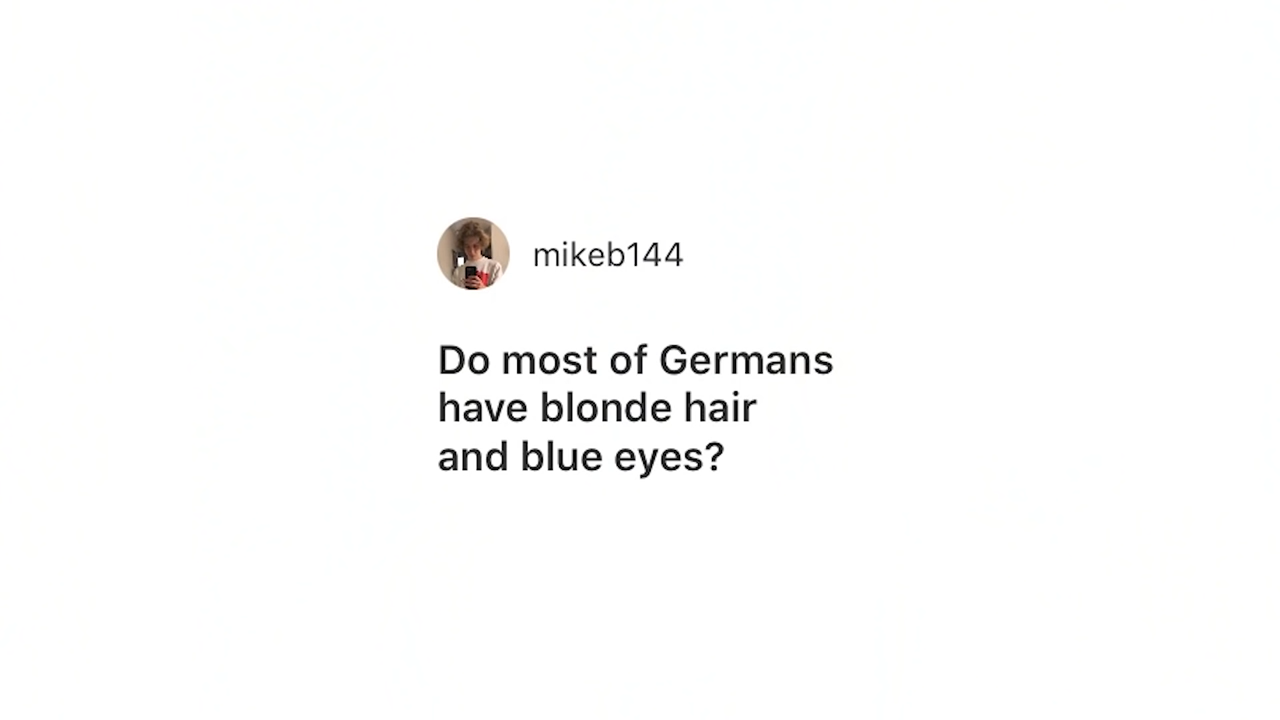 mikeb144
Do most of Germans
have blonde hair
and blue eyes?